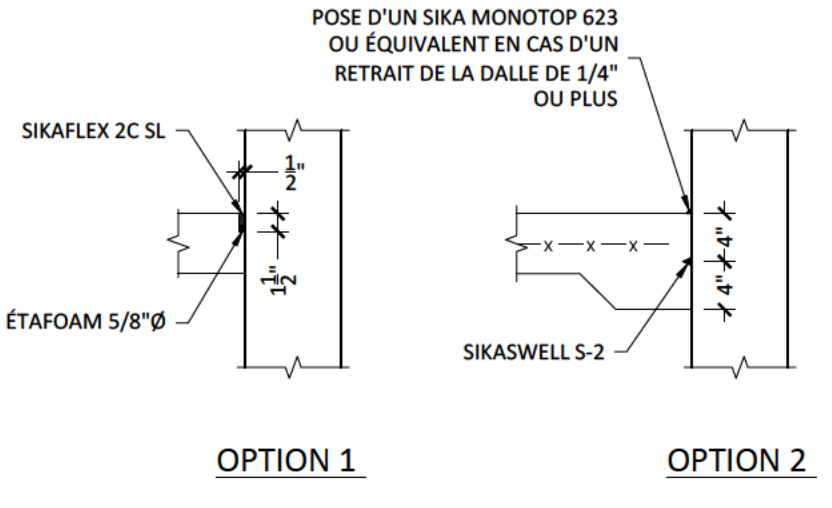 POSE D'UN SIKA MONOTOP 623
OU ÉQUIVALENT EN CAS D'UN
RETRAIT DE LA DALLE DE 1/4"
OU PLUS
SIKAFLEX 2C SL
1/2"
1 1/2"
ÉTAFOAM 5/8"Ø
x x x
4"
4"
SIKASWELL S-2
OPTION 1
OPTION 2